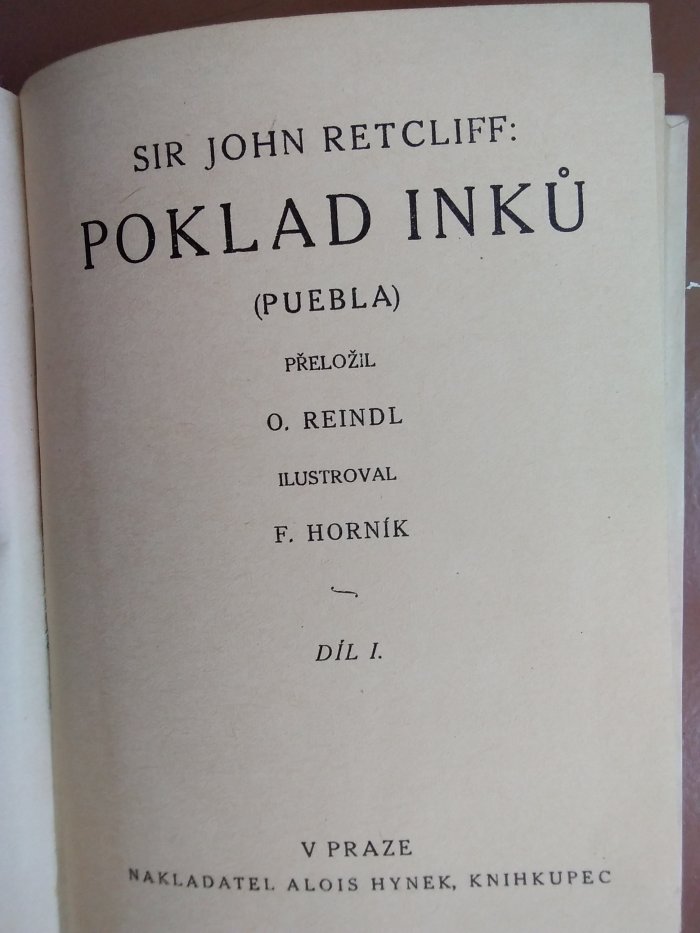 SIR JOHN RETCLIFF:
POKLAD INKŮ
(PUEBLA)
PŘELOŽIL
O. REINDL
ILUSTROVAL
F. HORNÍK
DÍL I.
V PRAZE
NAKLADATEL ALOIS HYNEK, KNIHKUPEC